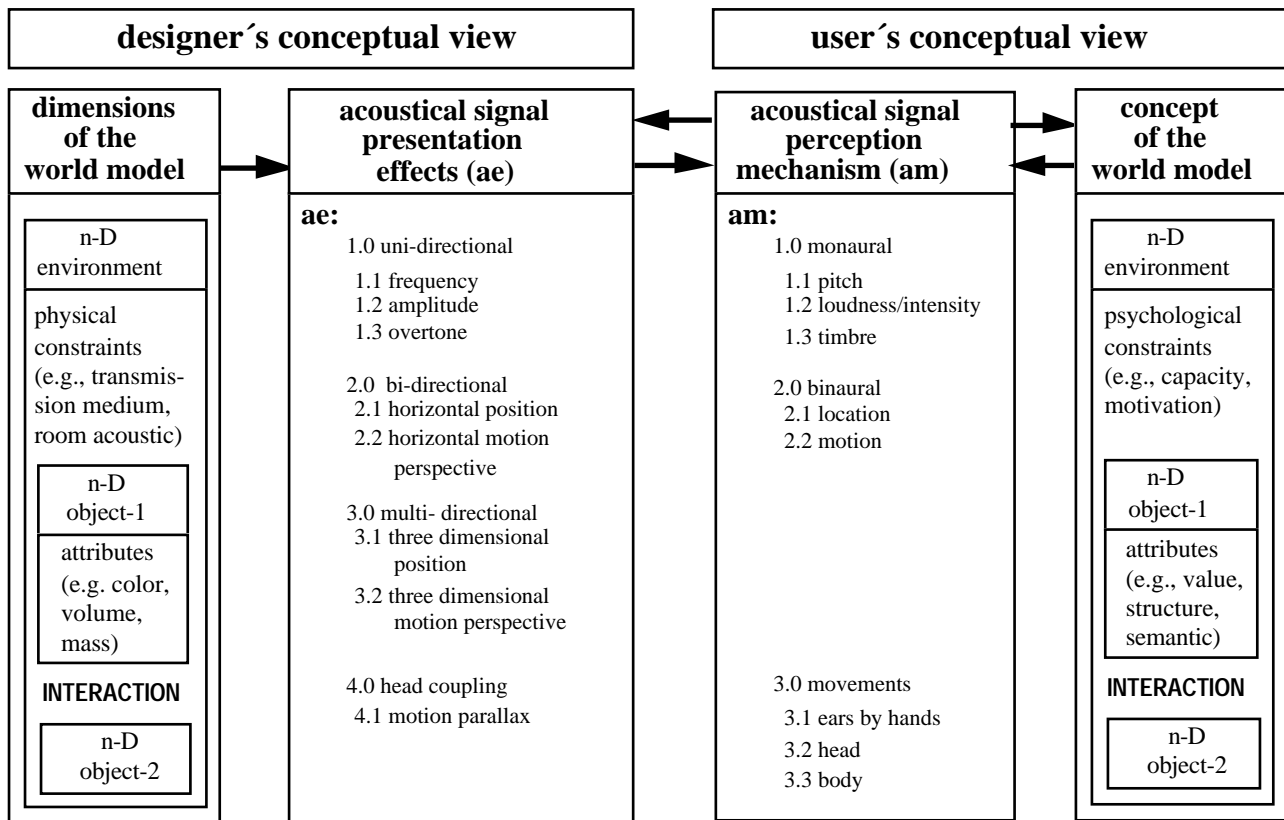 designer´s conceptual view
user´s conceptual view
dimensions
of the
world model
acoustical signal
presentation
effects (ae)
acoustical signal
perception
mechanism (am)
concept
of the
world model
n-D
environment
physical
constraints
(e.g., transmis-
sion medium,
room acoustic)
n-D
object-1
attributes
(e.g. color,
volume,
mass)
INTERACTION
n-D
object-2
ae:
1.0 uni-directional
1.1 frequency
1.2 amplitude
1.3 overtone
2.0 bi-directional
2.1 horizontal position
2.2 horizontal motion
perspective
3.0 multi- directional
3.1 three dimensional
position
3.2 three dimensional
motion perspective
4.0 head coupling
4.1 motion parallax
am:
1.0 monaural
1.1 pitch
1.2 loudness/intensity
1.3 timbre
2.0 binaural
2.1 location
2.2 motion
3.0 movements
3.1 ears by hands
3.2 head
3.3 body
n-D
environment
psychological
constraints
(e.g., capacity,
motivation)
n-D
object-1
attributes
(e.g., value,
structure,
semantic)
INTERACTION
n-D
object-2